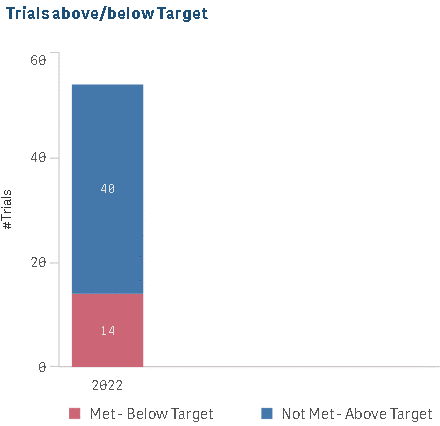 Trials above/below Target
60
40
20
0
#Trials
40
14
2022
Met - Below Target
Not Met - Above Target